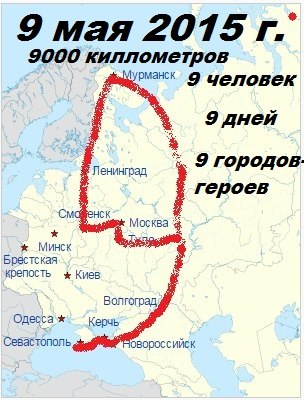 9 мая 2015 г.
9000 киллометров
9 человек
9 дней
9 городов-
героев
Мурманск
Ленинград
Смоленск
Москва
Тула
Минск
Брестская
крепость
Киев
Волгоград
Одесса
Керчь
Севастополь
Новороссийск